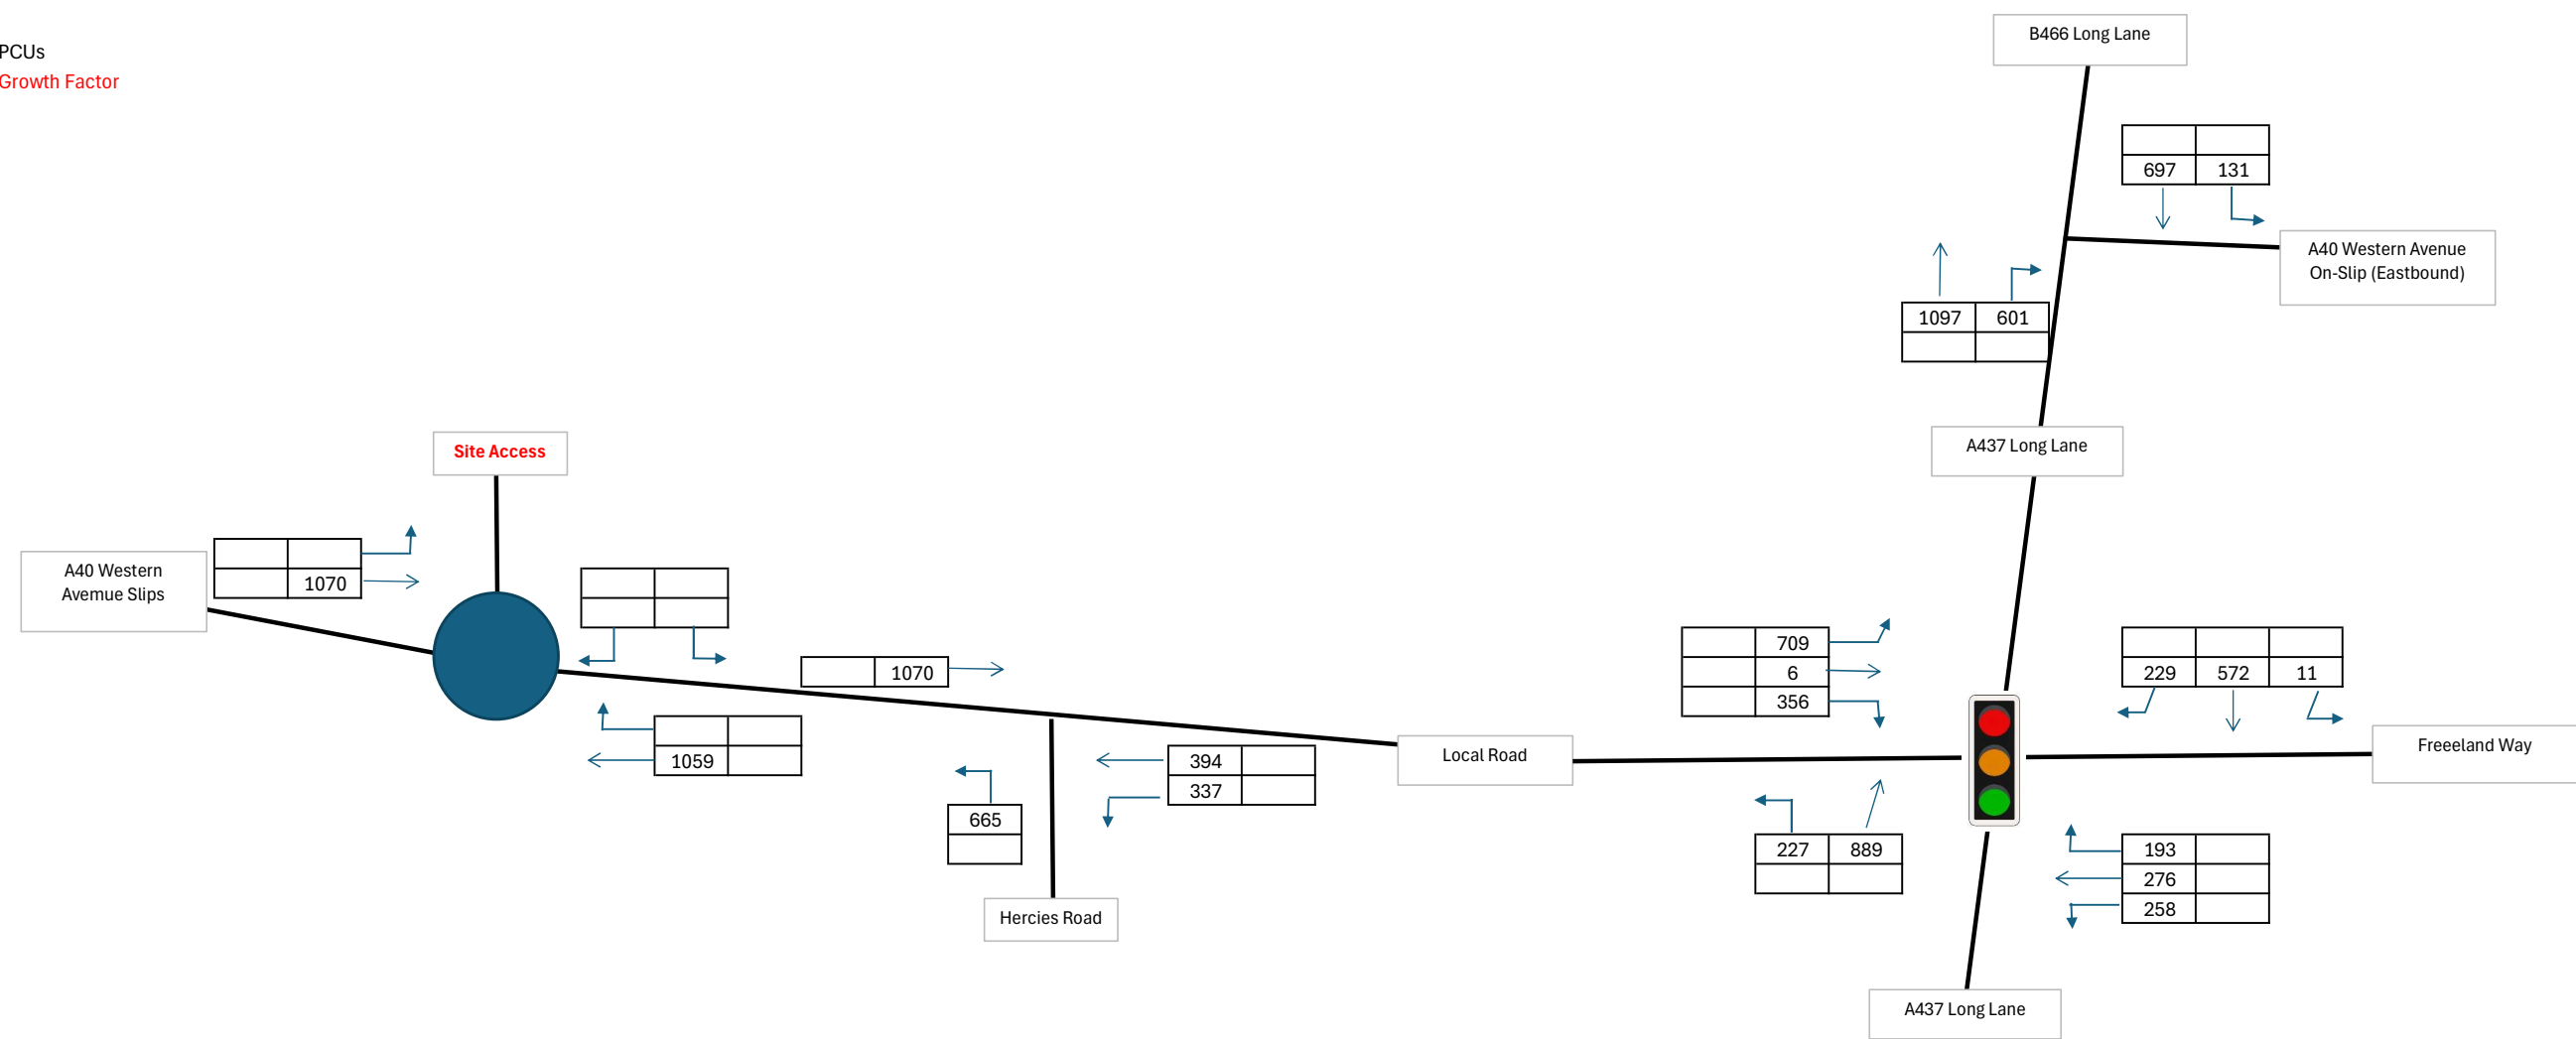 B466 Long Lane
PCUs
Growth Factor
697 131
A40 Western Avenue
On-Slip (Eastbound)
1097 601
Site Access
A437 Long Lane
A40 Western
Avemue Slips
1070
1070
709
6
356
229 572 11
1059
394
337
Local Road
Freeeland Way
665
227 889
193
276
258
Hercies Road
A437 Long Lane